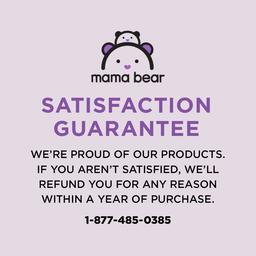 mama bear
SATISFACTION
GUARANTEE
WE'RE PROUD OF OUR PRODUCTS.
IF YOU AREN'T SATISFIED, WE'LL
REFUND YOU FOR ANY REASON
WITHIN A YEAR OF PURCHASE.
1-877-485-0385